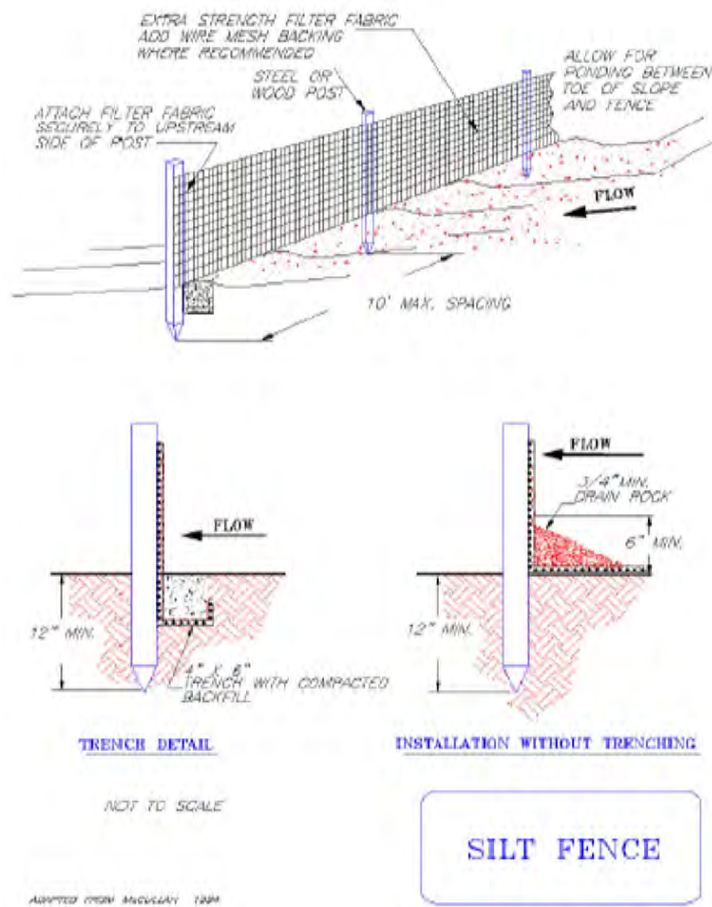 EXTRA STRENGTH FILTER FABRIC
ADD WIRE MESH BACKING
WHERE RECOMMENDED
STEEL OR
WOOD POST
ALLOW FOR
PONDING BETWEEN
TOE OF SLOPE
AND FENCE
ATTACH FILTER FABRIC
SECURELY TO UPSTREAM
SIDE OF POST
FLOW
10' MAX. SPACING
FLOW
12" MIN.
4" X 6"
TRENCH WITH COMPACTED
BACKFILL
TRENCH DETAIL
FLOW
3/4" MIN.
DRAIN ROCK
6" MIN.
12" MIN.
INSTALLATION WITHOUT TRENCHING
NOT TO SCALE
SILT FENCE
ADAPTED FROM McCULLAH 1994